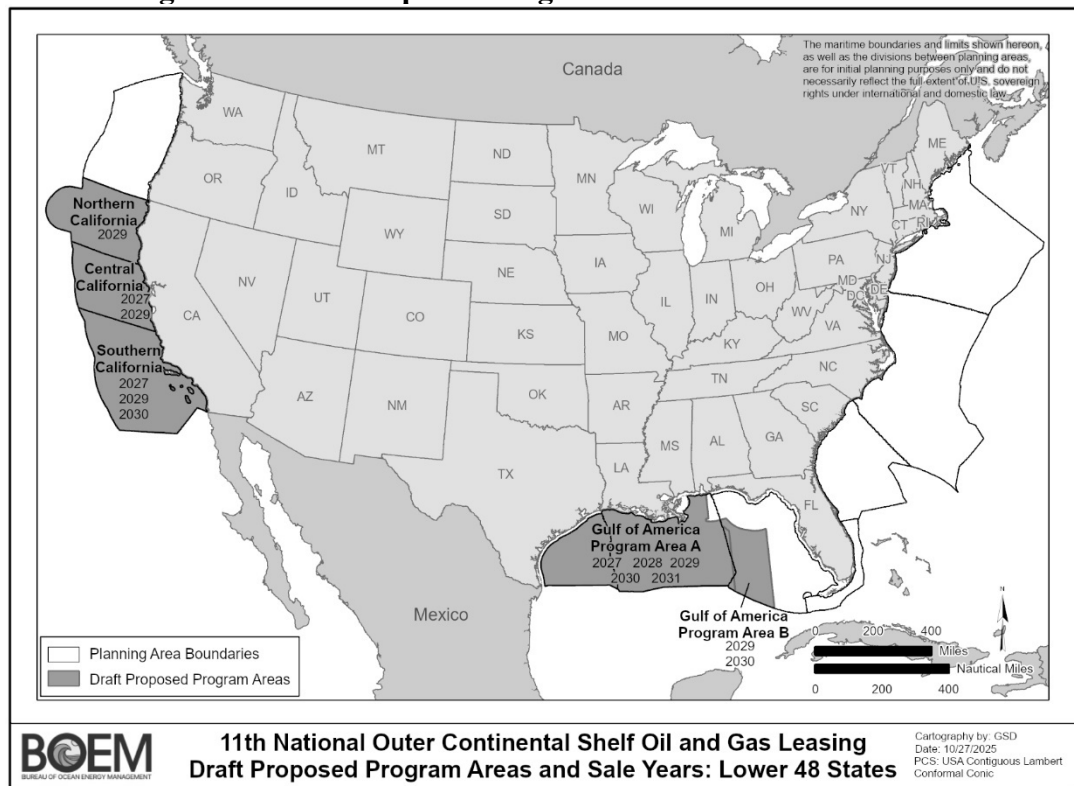 The maritime boundaries and limits shown hereon,
as well as the divisions between planning areas,
are for initial planning purposes only and do not
necessarily reflect the full extent of U.S. sovereign
rights under international and domestic law.
Canada
WA
MT
ND
MN
ME
OR
ID
SD
WI
MI
VT
NH
NY
MA
CT
RI
Northern
California
2029
WY
Central
California
2027
2029
NV
UT
CO
NE
IA
IL
IN
OH
PA
NJ
MD
DE
DC
WV
VA
CA
KS
MO
KY
Southern
California
2027
2029
2030
AZ
NM
OK
AR
TN
NC
SC
TX
LA
MS
AL
GA
FL
Gulf of America
Program Area A
2027 2028 2029
2030 2031
Mexico
Gulf of America
Program Area B
2029
2030
N
0 200 400
Miles
Nautical Miles
0 200 400
Planning Area Boundaries
Draft Proposed Program Areas
BOEM
BUREAU OF OCEAN ENERGY MANAGEMENT
11th National Outer Continental Shelf Oil and Gas Leasing
Draft Proposed Program Areas and Sale Years: Lower 48 States
Cartography by: GSD
Date: 10/27/2025
PCS: USA Contiguous Lambert
Conformal Conic